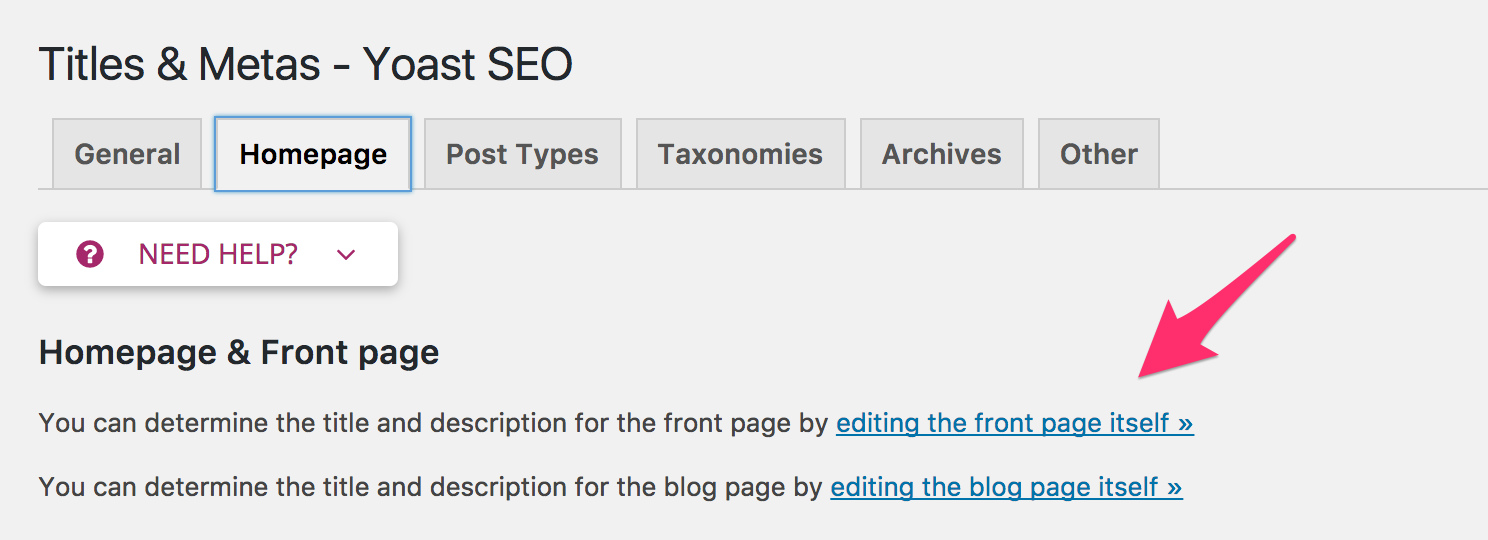 Titles & Metas - Yoast SEO
General Homepage Post Types Taxonomies Archives Other
? NEED HELP?
Homepage & Front page
You can determine the title and description for the front page by editing the front page itself »
You can determine the title and description for the blog page by editing the blog page itself »